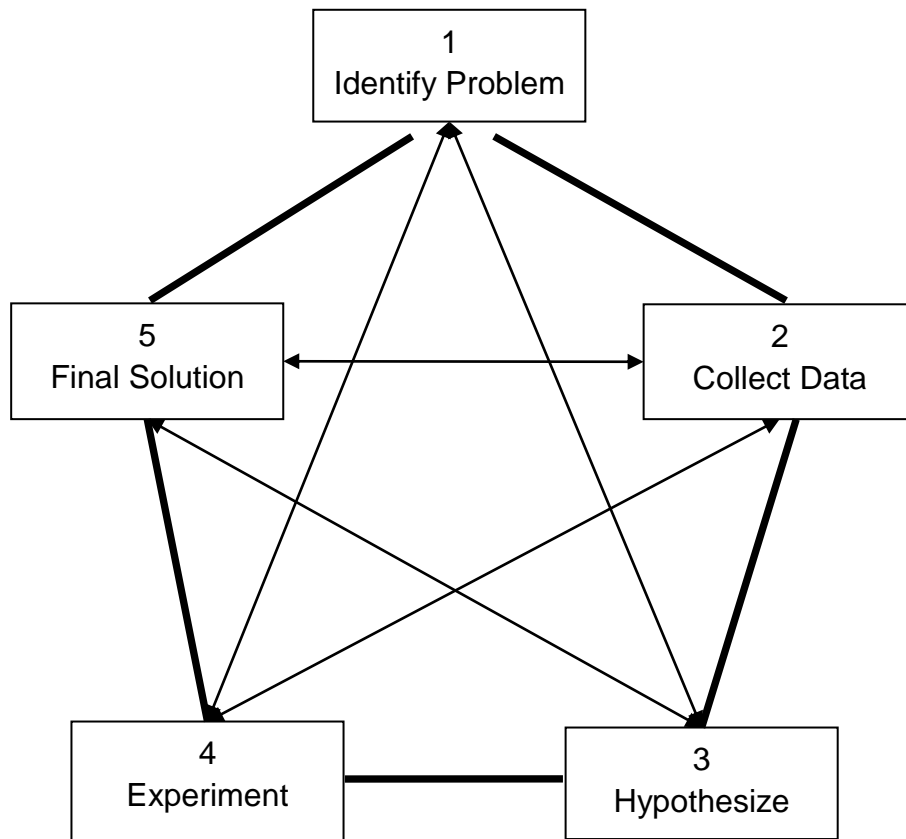 1
Identify Problem
5
Final Solution
2
Collect Data
4
Experiment
3
Hypothesize